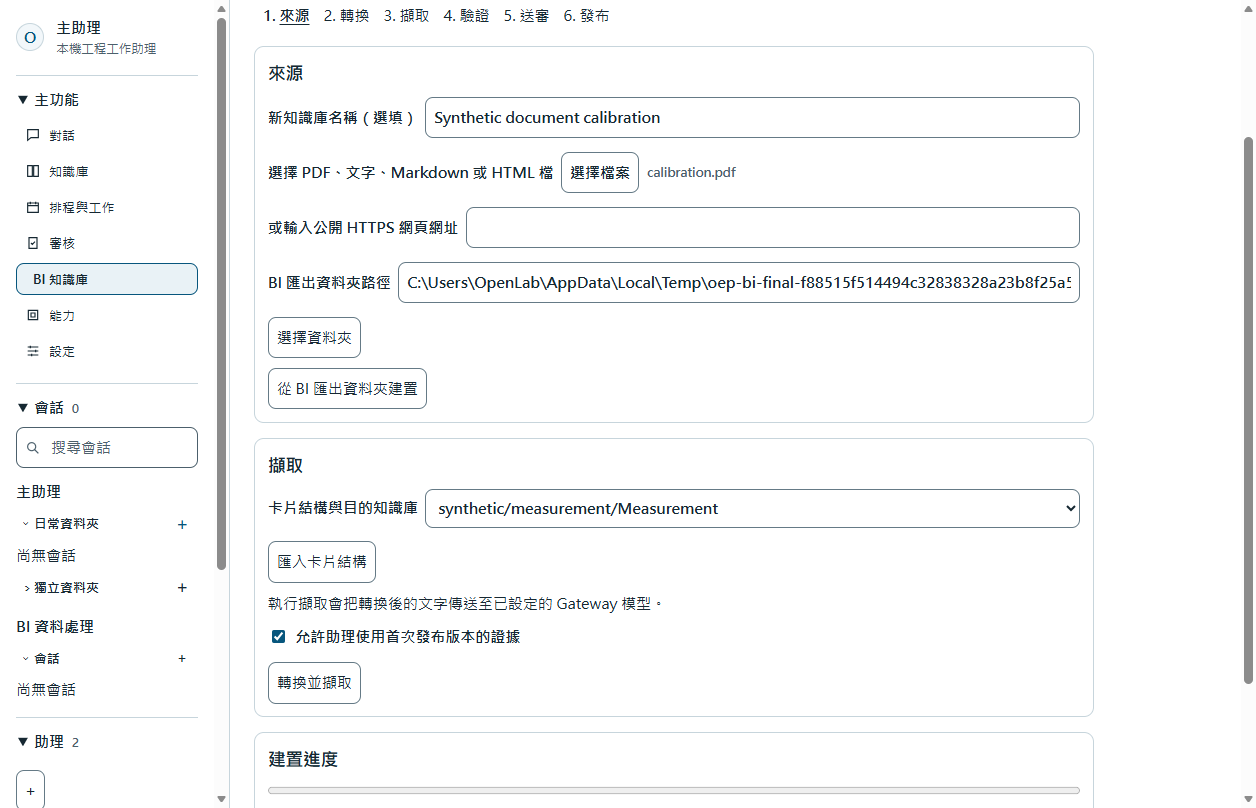 O
主助理
本機工程工作助理
▼ 主功能
對話
知識庫
排程與工作
審核
BI 知識庫
能力
設定
▼ 會話 0
搜尋會話
主助理
日常資料夾 +
尚無會話
獨立資料夾 +
BI 資料處理
會話 +
尚無會話
▼ 助理 2
+
1. 來源 2. 轉換 3. 擷取 4. 驗證 5. 送審 6. 發布
來源
新知識庫名稱（選填） Synthetic document calibration
選擇 PDF、文字、Markdown 或 HTML 檔 選擇檔案 calibration.pdf
或輸入公開 HTTPS 網頁網址
BI 匯出資料夾路徑 C:\Users\OpenLab\AppData\Local\Temp\oep-bi-final-f88515f514494c32838328a23b8f25a5
選擇資料夾
從 BI 匯出資料夾建置
擷取
卡片結構與目的知識庫 synthetic/measurement/Measurement
匯入卡片結構
執行擷取會把轉換後的文字傳送至已設定的 Gateway 模型。
允許助理使用首次發布版本的證據
轉換並擷取
建置進度